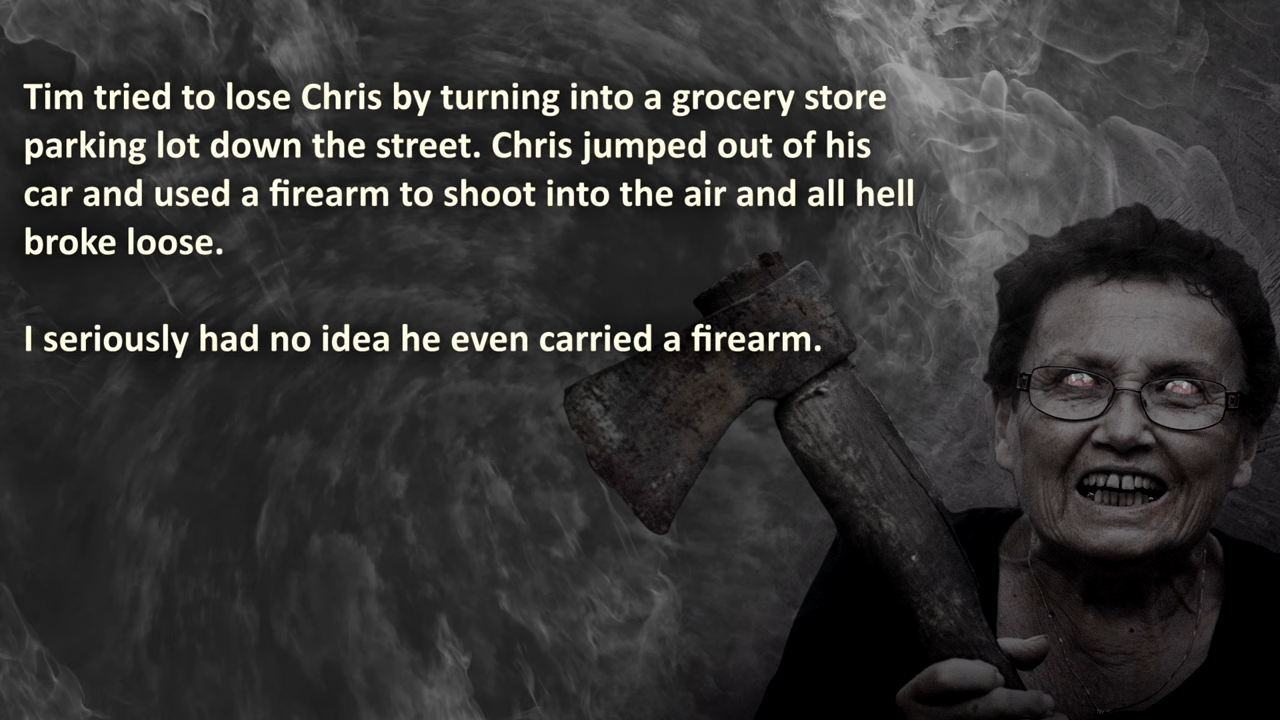 Tim tried to lose Chris by turning into a grocery store
parking lot down the street. Chris jumped out of his
car and used a firearm to shoot into the air and all hell
broke loose.
I seriously had no idea he even carried a firearm.